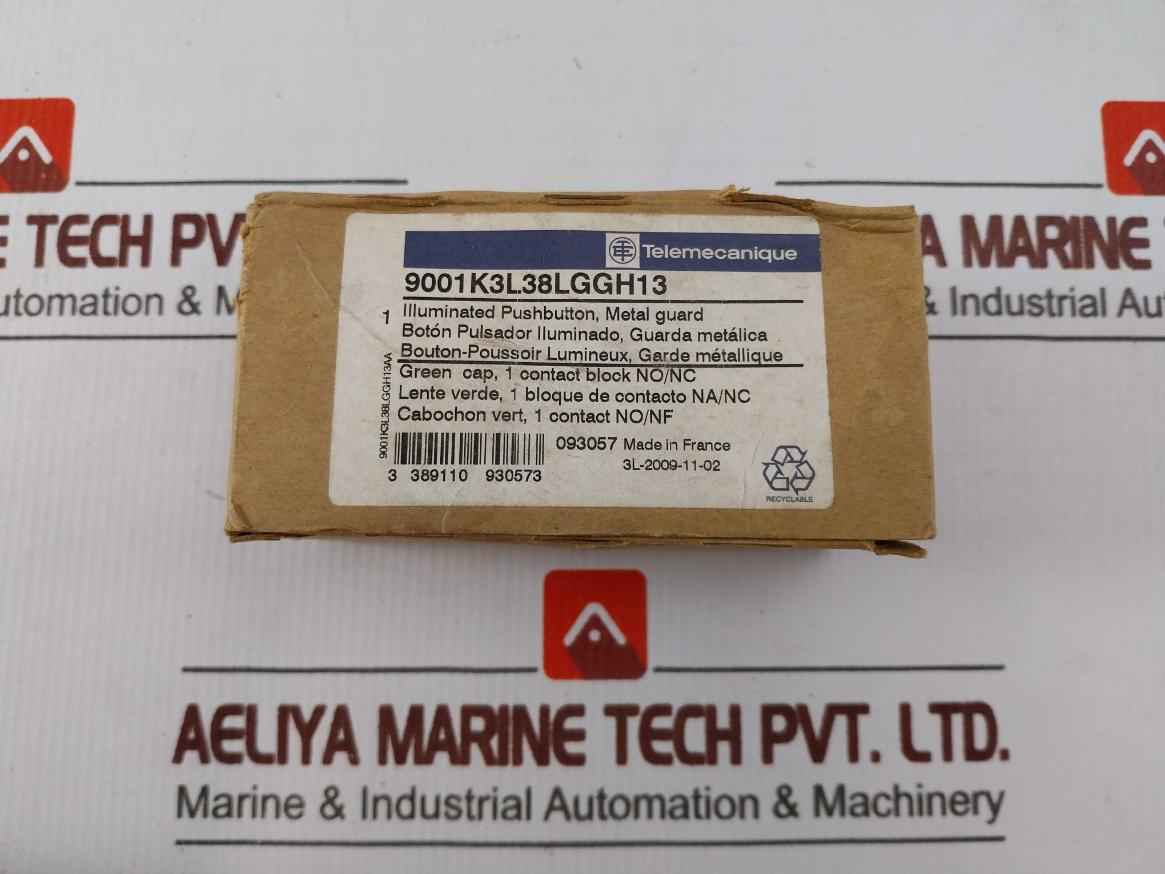 E TECH PV
A MARINE
utomation & M
& Industrial Au
Telemecanique
9001K3L38LGGH13
1
Illuminated Pushbutton, Metal guard
Botón Pulsador Iluminado, Guarda metálica
Bouton-Poussoir Lumineux, Garde métallique
Green cap, 1 contact block NO/NC
Lente verde, 1 bloque de contacto NA/NC
Cabochon vert, 1 contact NO/NF
9001K3L38LGGH13AA
093057 Made in France
3L-2009-11-02
3 389110 930573
RECYCLABLE
AELIYA MARINE TECH PVT. LTD.
Marine & Industrial Automation & Machinery